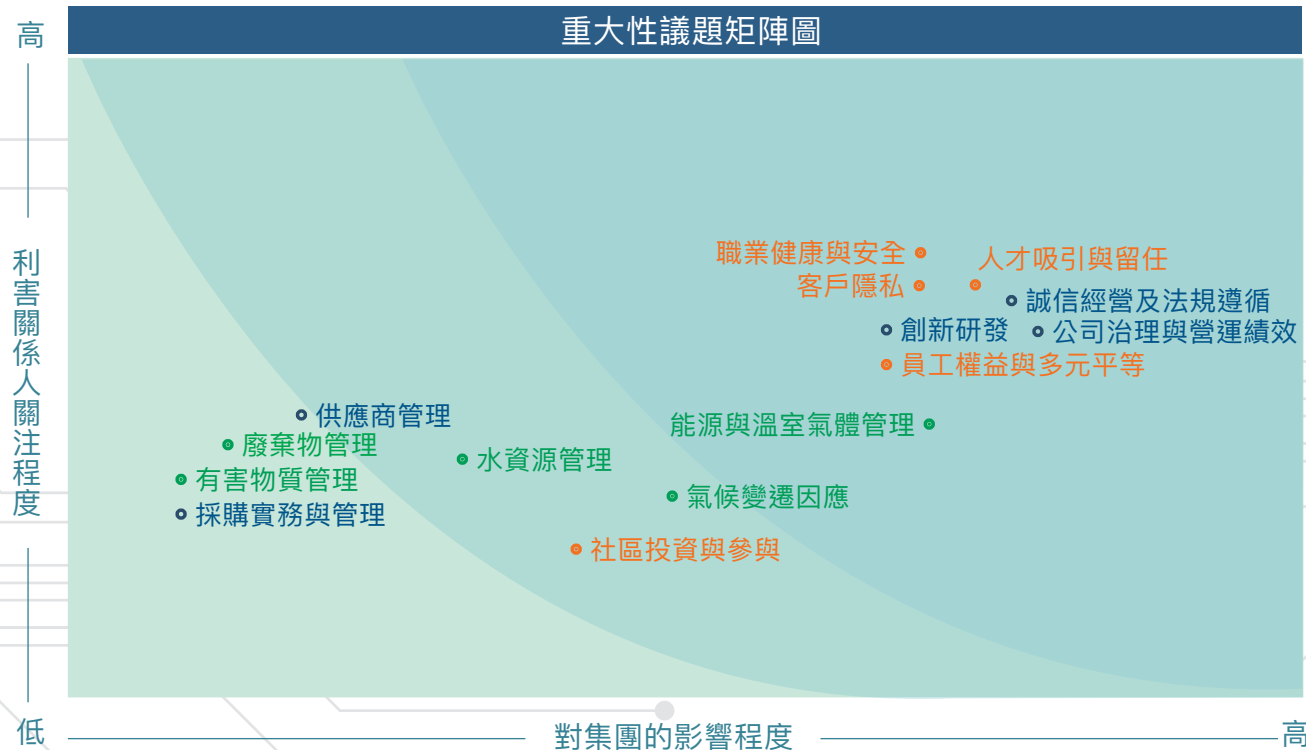 重大性議題矩陣圖
高
利害關係人關注程度
低
職業健康與安全
人才吸引與留任
客戶隱私
誠信經營及法規遵循
創新研發
公司治理與營運績效
員工權益與多元平等
供應商管理
能源與溫室氣體管理
廢棄物管理
水資源管理
有害物質管理
氣候變遷因應
採購實務與管理
社區投資與參與
對集團的影響程度
高